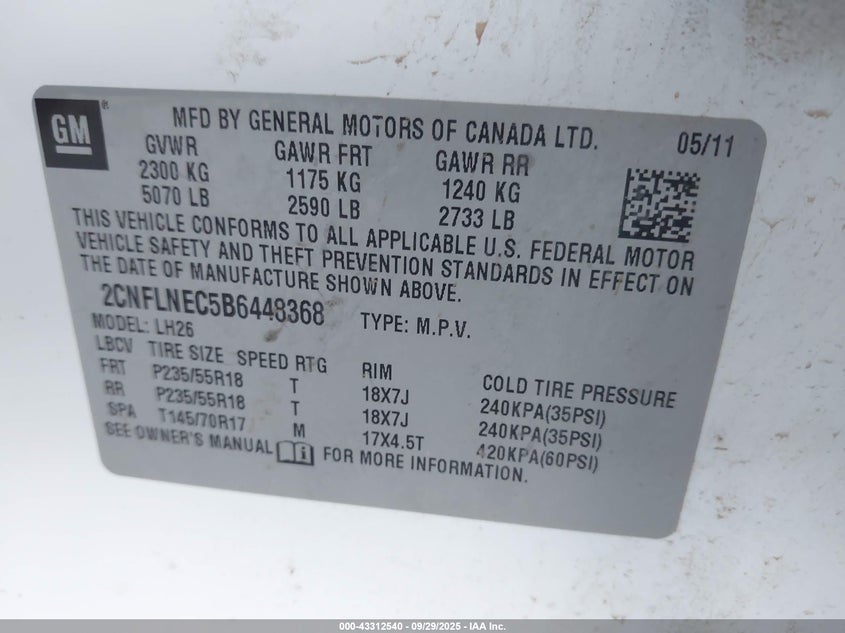 GM®
MFD BY GENERAL MOTORS OF CANADA LTD. 05/11
GVWR GAWR FRT GAWR RR
2300 KG 1175 KG 1240 KG
5070 LB 2590 LB 2733 LB
THIS VEHICLE CONFORMS TO ALL APPLICABLE U.S. FEDERAL MOTOR
VEHICLE SAFETY AND THEFT PREVENTION STANDARDS IN EFFECT ON
THE DATE OF MANUFACTURE SHOWN ABOVE.
2CNFLNEC5B6448368 TYPE: M.P.V.
MODEL: LH26
LBCV TIRE SIZE SPEED RTG RIM COLD TIRE PRESSURE
FRT P235/55R18 T 18X7J 240KPA(35PSI)
RR P235/55R18 T 18X7J 240KPA(35PSI)
SPA T145/70R17 M 17X4.5T 420KPA(60PSI)
SEE OWNER'S MANUAL FOR MORE INFORMATION.
000-43312540 - 09/29/2025 - IAA Inc.